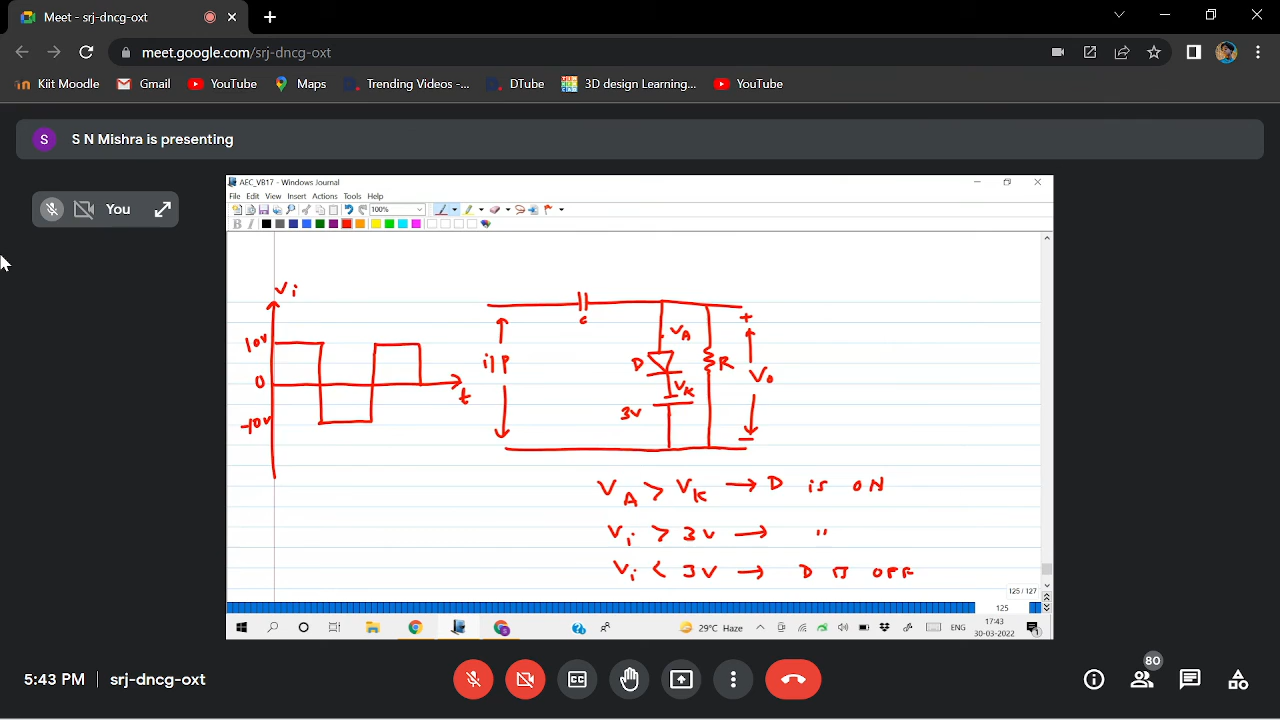 Meet - srj-dncg-oxt
meet.google.com/srj-dncg-oxt
Kiit Moodle Gmail YouTube Maps Trending Videos -... DTube 3D design Learning... YouTube
S S N Mishra is presenting
You
AEC_VB17 - Windows Journal
File Edit View Insert Actions Tools Help
100%
B I
Vi
10V
0
-10V
t
C
i/P
VA
D
VK
3V
R
+
Vo
-
VA > VK → D is ON
Vi > 3V → "
Vi < 3V → D is OFF
125 / 127
125
29°C Haze ENG 17:43
30-03-2022 1
5:43 PM srj-dncg-oxt
CC
80